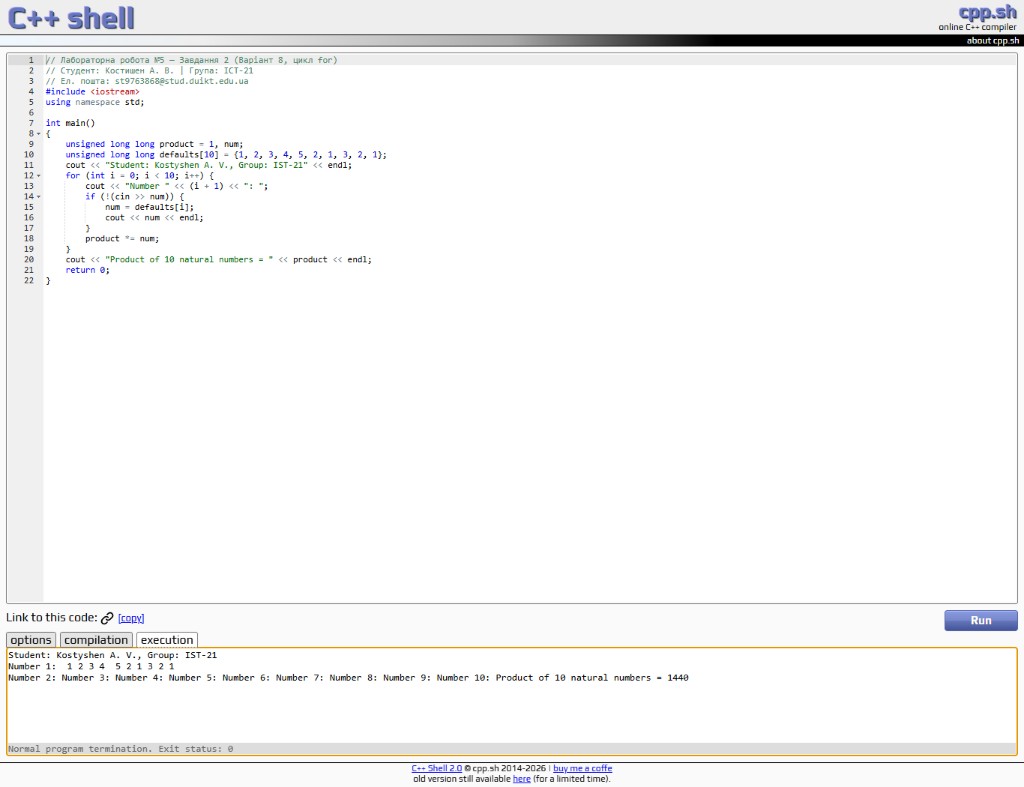 C++ shell
cpp.sh
online C++ compiler
about cpp.sh
1 // Лабораторна робота №5 — Завдання 2 (Варіант 8, цикл for)
2 // Студент: Костишен А. В. | Група: ІСТ-21
3 // Ел. пошта: st9763868@stud.duikt.edu.ua
4 #include <iostream>
5 using namespace std;
6
7 int main()
8 {
9     unsigned long long product = 1, num;
10     unsigned long long defaults[10] = {1, 2, 3, 4, 5, 2, 1, 3, 2, 1};
11     cout << "Student: Kostyshen A. V., Group: IST-21" << endl;
12     for (int i = 0; i < 10; i++) {
13         cout << "Number " << (i + 1) << ": ";
14         if (!(cin >> num)) {
15             num = defaults[i];
16             cout << num << endl;
17         }
18         product *= num;
19     }
20     cout << "Product of 10 natural numbers = " << product << endl;
21     return 0;
22 }
Link to this code: [copy]
Run
options compilation execution
Student: Kostyshen A. V., Group: IST-21
Number 1:  1 2 3 4  5 2 1 3 2 1
Number 2: Number 3: Number 4: Number 5: Number 6: Number 7: Number 8: Number 9: Number 10: Product of 10 natural numbers = 1440
Normal program termination. Exit status: 0
C++ Shell 2.0 © cpp.sh 2014-2026 | buy me a coffe
old version still available here (for a limited time).